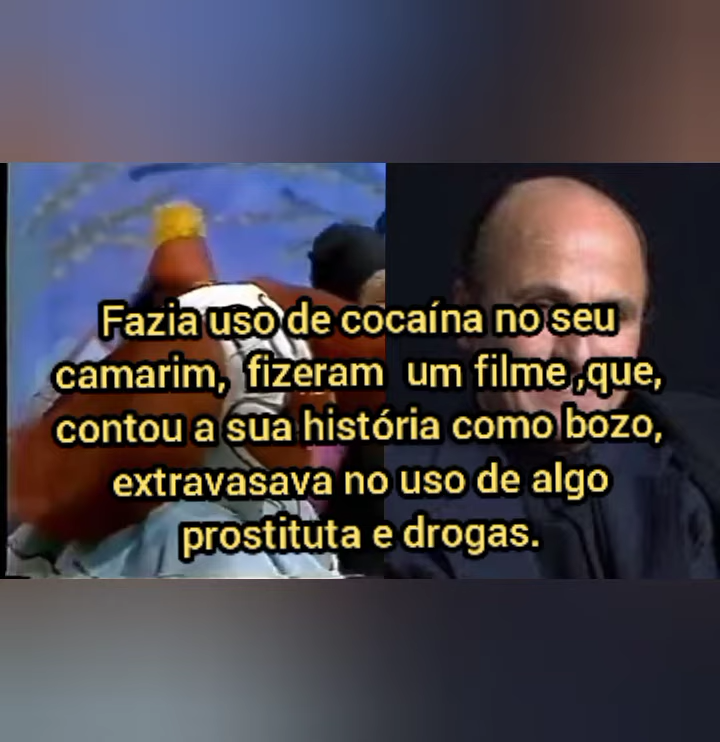 Fazia uso de cocaína no seu
camarim, fizeram um filme ,que,
contou a sua história como bozo,
extravasava no uso de algo
prostituta e drogas.